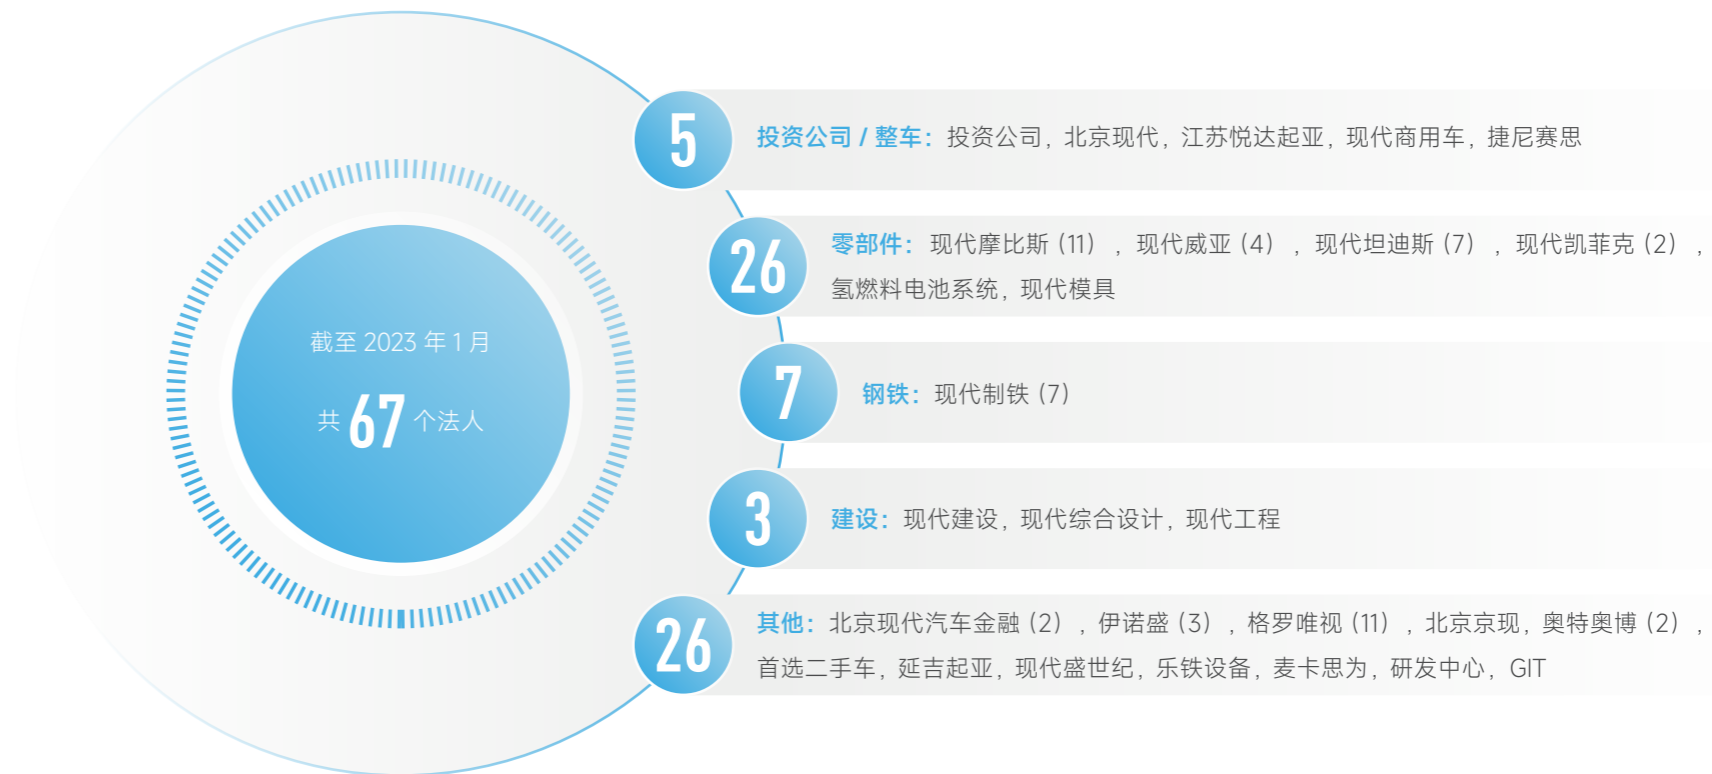 截至 2023 年 1 月
共 67 个法人
5
投资公司 / 整车：投资公司，北京现代，江苏悦达起亚，现代商用车，捷尼赛思
26
零部件：现代摩比斯（11），现代威亚（4），现代坦迪斯（7），现代凯菲克（2），
氢燃料电池系统，现代模具
7
钢铁：现代制铁（7）
3
建设：现代建设，现代综合设计，现代工程
26
其他：北京现代汽车金融（2），伊诺盛（3），格罗唯视（11），北京京现，奥特奥博（2），
首选二手车，延吉起亚，现代盛世纪，乐铁设备，麦卡思为，研发中心，GIT